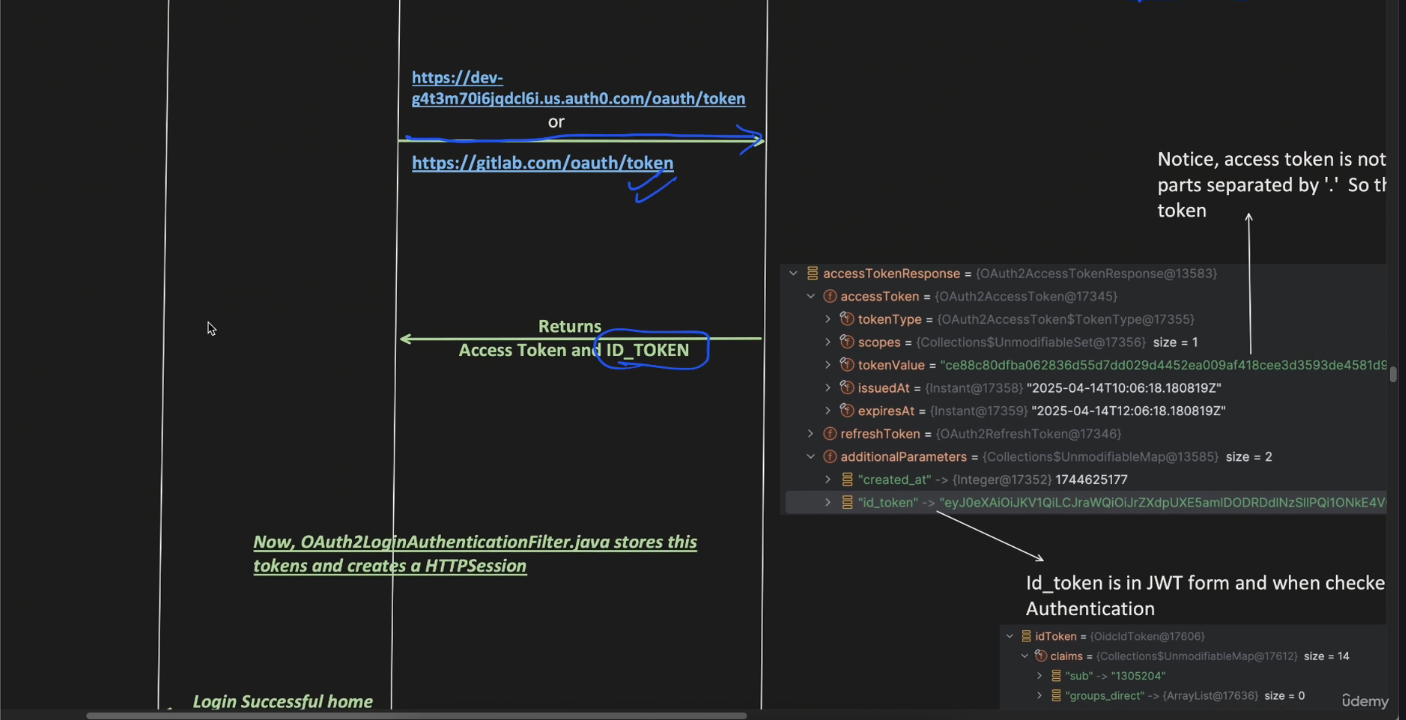 https://dev-
g4t3m70i6jqdcl6i.us.auth0.com/oauth/token
or
https://gitlab.com/oauth/token
Notice, access token is not
parts separated by '.' So th
token
Returns
Access Token and ID_TOKEN
accessTokenResponse = {OAuth2AccessTokenResponse@13583}
accessToken = {OAuth2AccessToken@17345}
tokenType = {OAuth2AccessToken$TokenType@17355}
scopes = {Collections$UnmodifiableSet@17356} size = 1
tokenValue = "ce88c80dfba062836d55d7dd029d4452ea009af418cee3d3593de4581d9
issuedAt = {Instant@17358} "2025-04-14T10:06:18.180819Z"
expiresAt = {Instant@17359} "2025-04-14T12:06:18.180819Z"
refreshToken = {OAuth2RefreshToken@17346}
additionalParameters = {Collections$UnmodifiableMap@13585} size = 2
"created_at" -> {Integer@17352} 1744625177
"id_token" ->
Now, OAuth2LoginAuthenticationFilter.java stores this
tokens and creates a HTTPSession
Id_token is in JWT form and when checke
Authentication
idToken = {OidcIdToken@17606}
claims = {Collections$UnmodifiableMap@17612} size = 14
"sub" -> "1305204"
"groups_direct" -> {ArrayList@17636} size = 0
Login Successful home
udemy